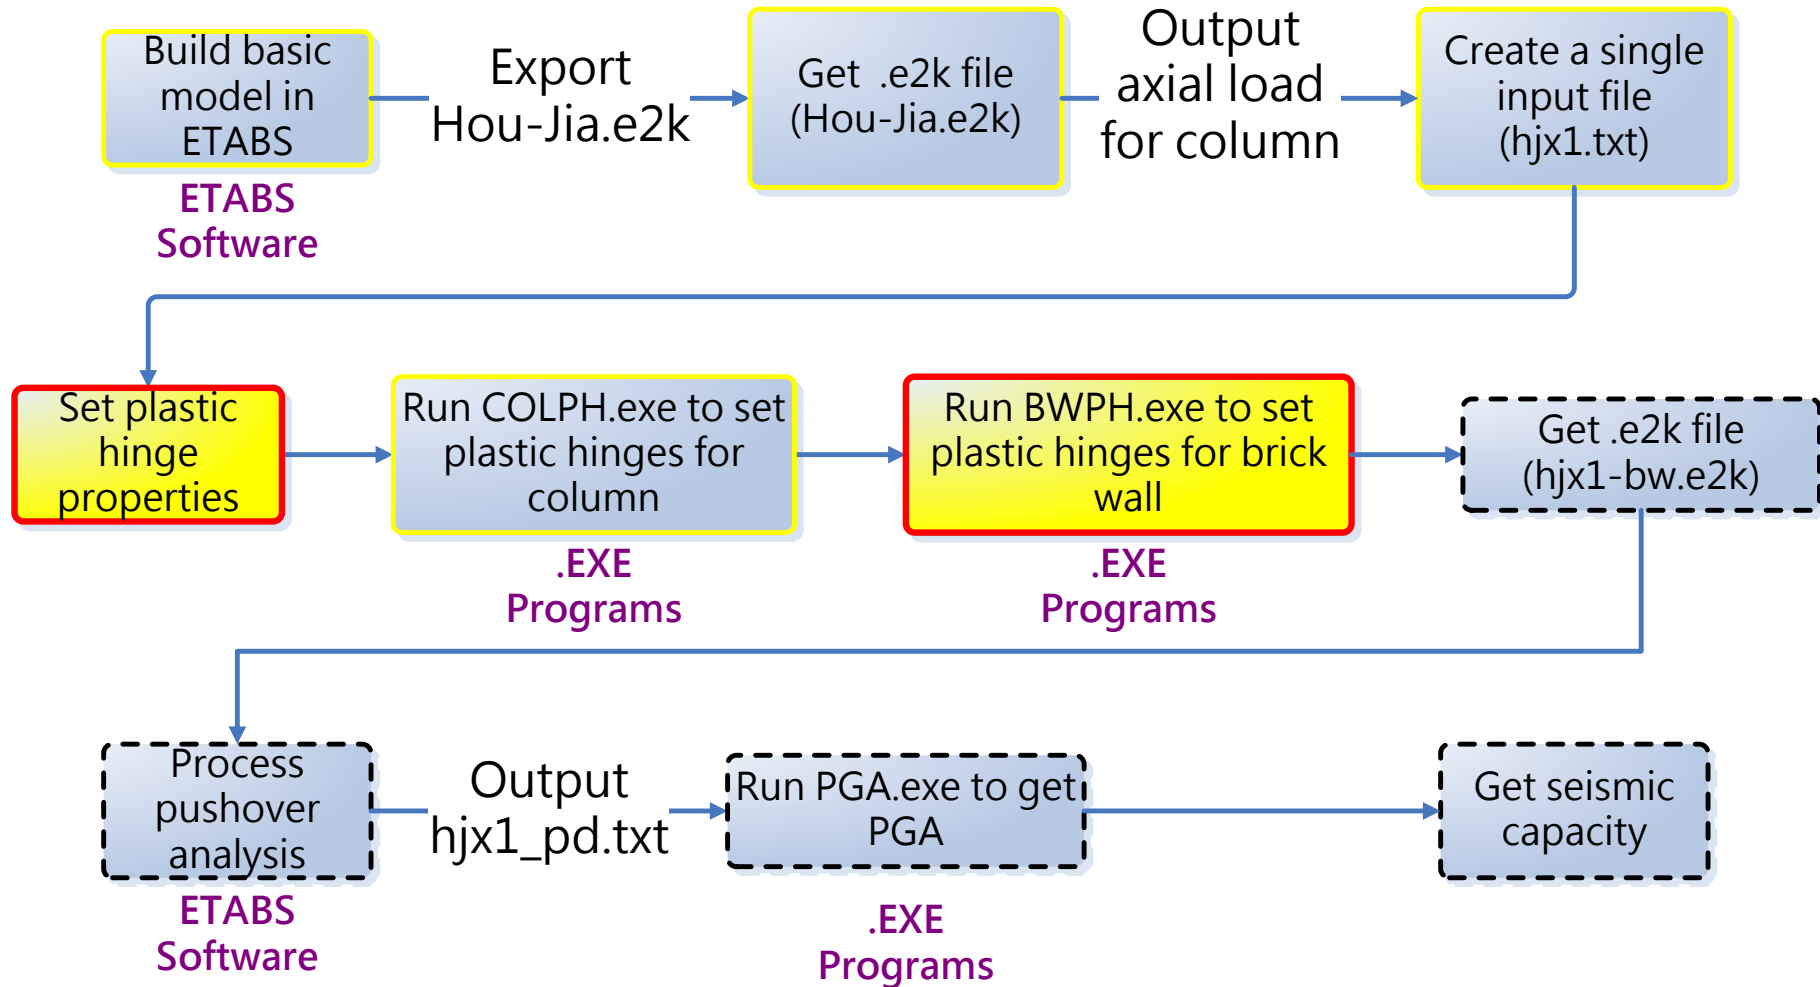 Build basic
model in
ETABS
ETABS
Software
Export
Hou-Jia.e2k
Get .e2k file
(Hou-Jia.e2k)
Output
axial load
for column
Create a single
input file
(hjx1.txt)
Set plastic
hinge
properties
Run COLPH.exe to set
plastic hinges for
column
.EXE
Programs
Run BWPH.exe to set
plastic hinges for brick
wall
.EXE
Programs
Get .e2k file
(hjx1-bw.e2k)
Process
pushover
analysis
ETABS
Software
Output
hjx1_pd.txt
Run PGA.exe to get
PGA
.EXE
Programs
Get seismic
capacity